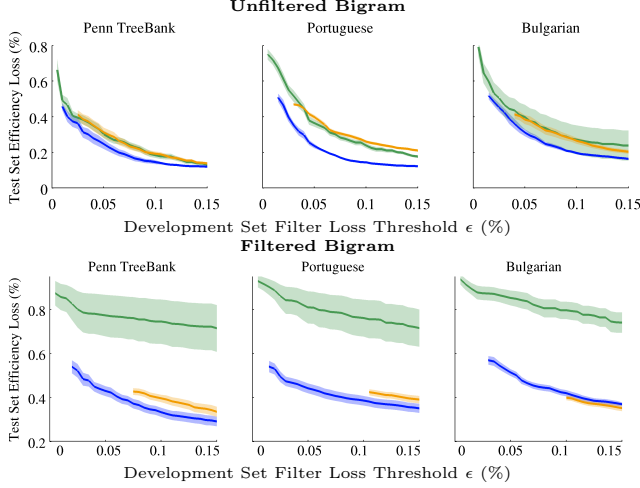 Unfiltered Bigram
Penn TreeBank Portuguese Bulgarian
Test Set Efficiency Loss (%)
0.8
0.6
0.4
0.2
0
0 0.05 0.1 0.15 0 0.05 0.1 0.15 0 0.05 0.1 0.15
Development Set Filter Loss Threshold ϵ (%)
Filtered Bigram
Penn TreeBank Portuguese Bulgarian
Test Set Efficiency Loss (%)
0.8
0.6
0.4
0.2
0 0.05 0.1 0.15 0 0.05 0.1 0.15 0 0.05 0.1 0.15
Development Set Filter Loss Threshold ϵ (%)